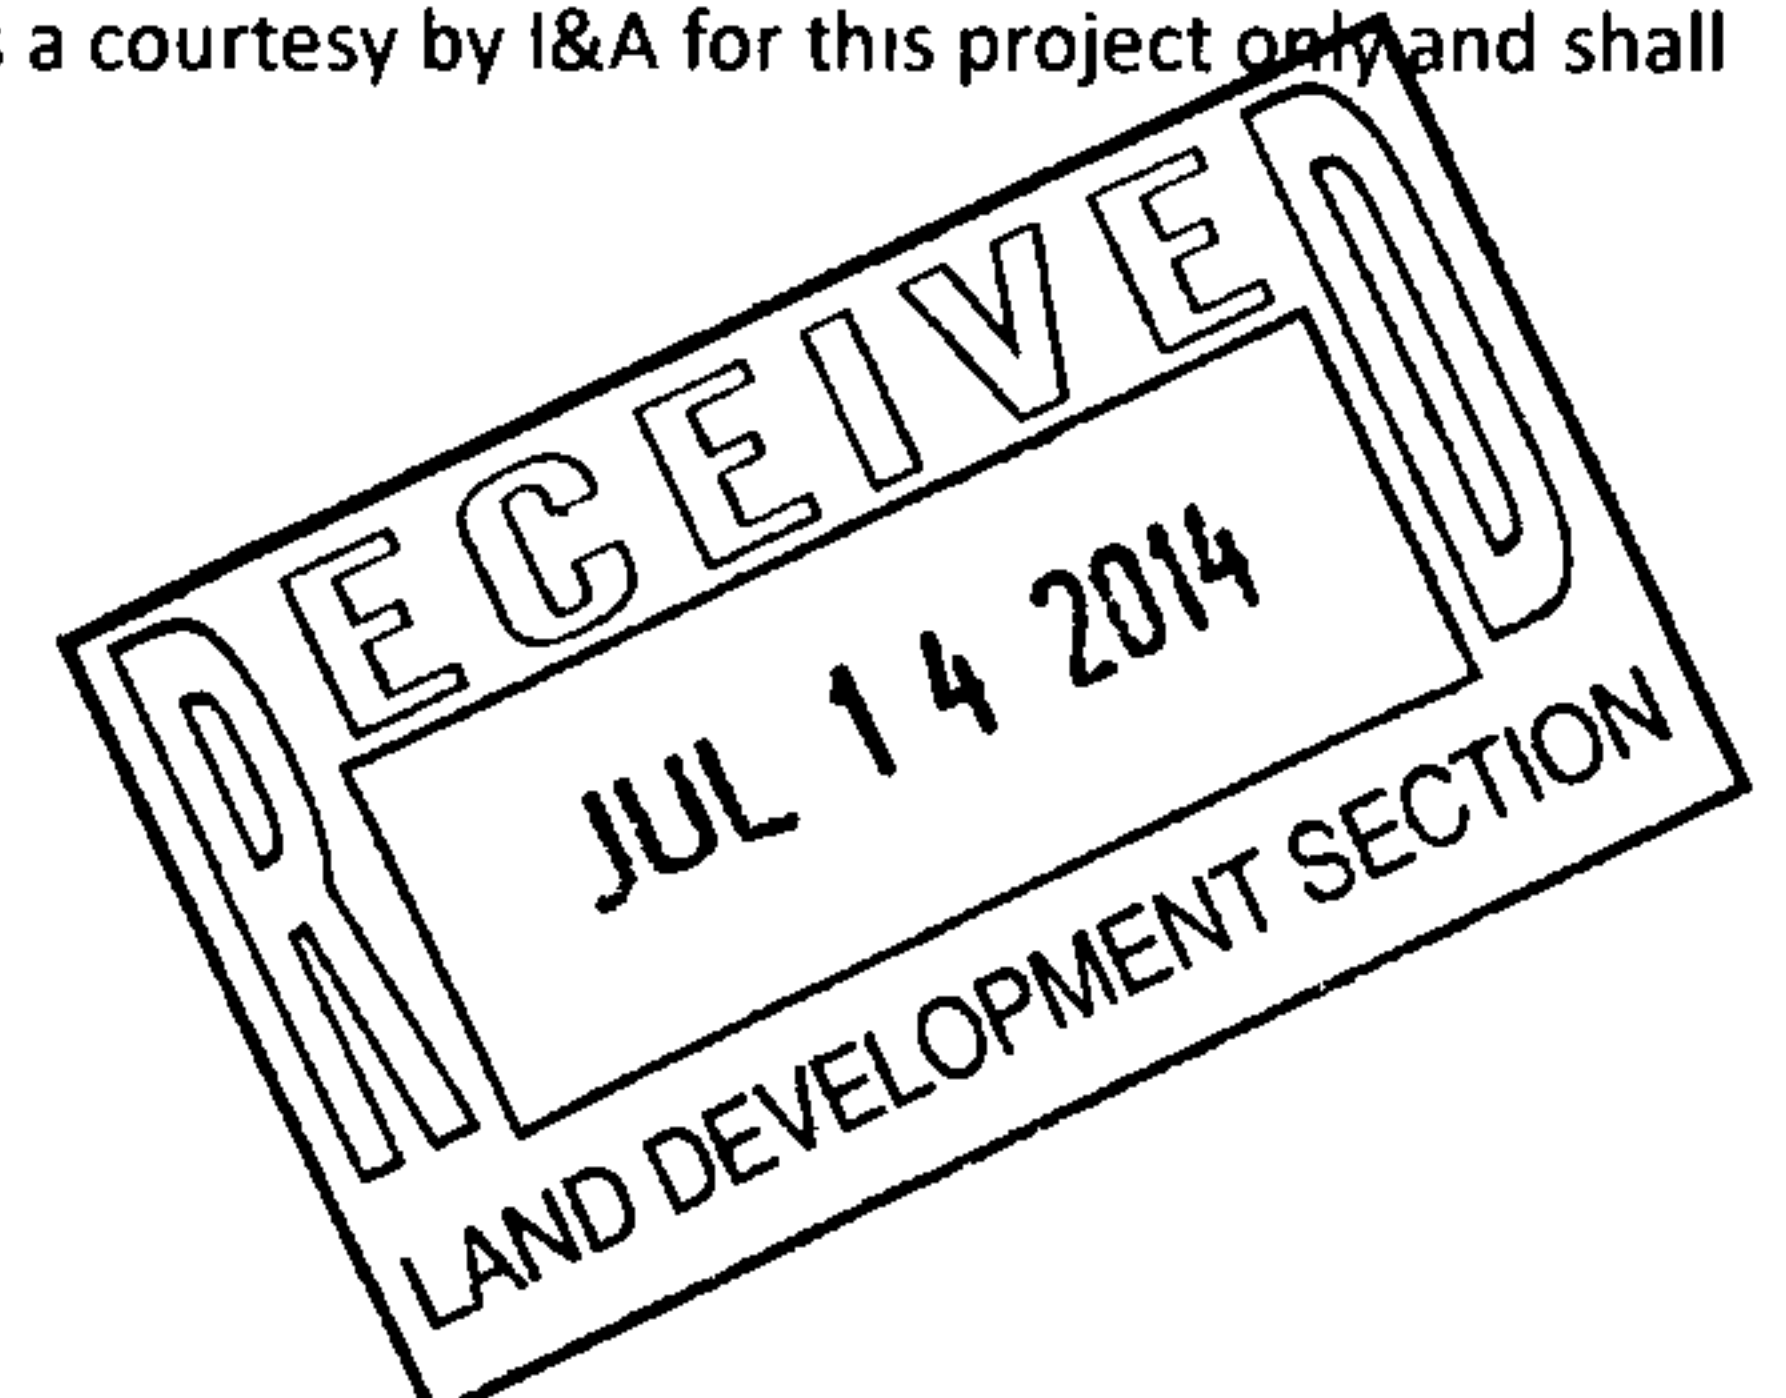 a courtesy by I&A for this project only and shall
RECEIVED
JUL 14 2014
LAND DEVELOPMENT SECTION